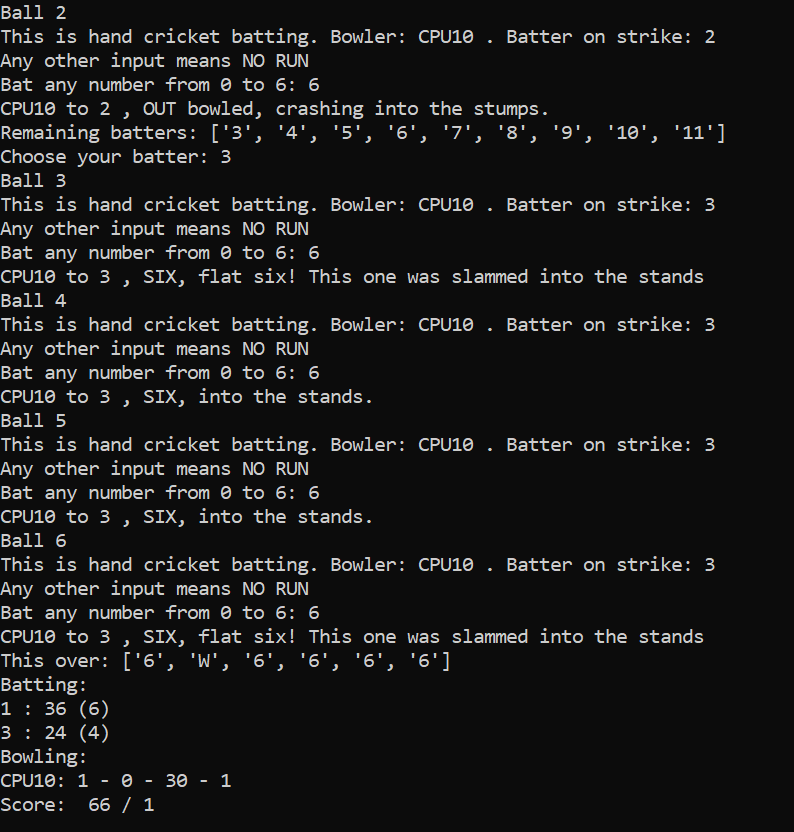 Ball 2
This is hand cricket batting. Bowler: CPU10 . Batter on strike: 2
Any other input means NO RUN
Bat any number from 0 to 6: 6
CPU10 to 2 , OUT bowled, crashing into the stumps.
Remaining batters: ['3', '4', '5', '6', '7', '8', '9', '10', '11']
Choose your batter: 3
Ball 3
This is hand cricket batting. Bowler: CPU10 . Batter on strike: 3
Any other input means NO RUN
Bat any number from 0 to 6: 6
CPU10 to 3 , SIX, flat six! This one was slammed into the stands
Ball 4
This is hand cricket batting. Bowler: CPU10 . Batter on strike: 3
Any other input means NO RUN
Bat any number from 0 to 6: 6
CPU10 to 3 , SIX, into the stands.
Ball 5
This is hand cricket batting. Bowler: CPU10 . Batter on strike: 3
Any other input means NO RUN
Bat any number from 0 to 6: 6
CPU10 to 3 , SIX, into the stands.
Ball 6
This is hand cricket batting. Bowler: CPU10 . Batter on strike: 3
Any other input means NO RUN
Bat any number from 0 to 6: 6
CPU10 to 3 , SIX, flat six! This one was slammed into the stands
This over: ['6', 'W', '6', '6', '6', '6']
Batting:
1 : 36 (6)
3 : 24 (4)
Bowling:
CPU10: 1 - 0 - 30 - 1
Score:  66 / 1